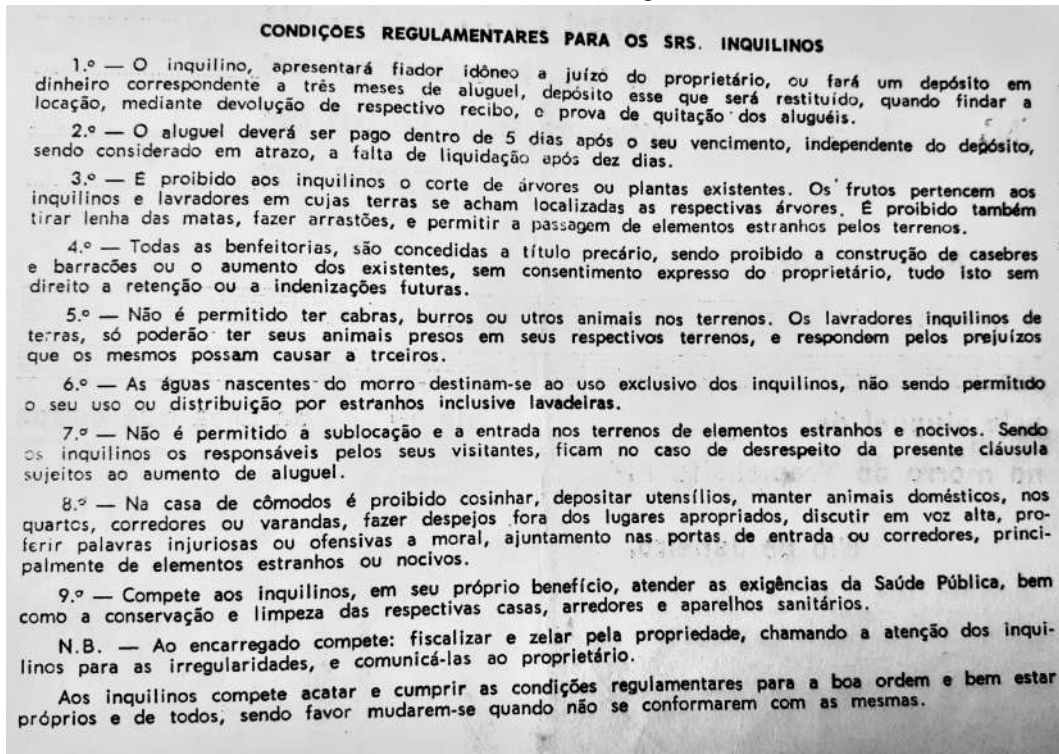 CONDIÇÕES REGULAMENTARES PARA OS SRS. INQUILINOS
1.º — O inquilino, apresentará fiador idôneo a juízo do proprietário, ou fará um depósito em
dinheiro correspondente a três meses de aluguel, depósito esse que será restituído, quando findar a
locação, mediante devolução de respectivo recibo, e prova de quitação dos aluguéis.
2.º — O aluguel deverá ser pago dentro de 5 dias após o seu vencimento, independente do depósito,
sendo considerado em atrazo, a falta de liquidação após dez dias.
3.º — É proibido aos inquilinos o corte de árvores ou plantas existentes. Os frutos pertencem aos
inquilinos e lavradores em cujas terras se acham localizadas as respectivas árvores. É proibido também
tirar lenha das matas, fazer arrastões, e permitir a passagem de elementos estranhos pelos terrenos.
4.º — Todas as benfeitorias, são concedidas a título precário, sendo proibido a construção de casebres
e barracões ou o aumento dos existentes, sem consentimento expresso do proprietário, tudo isto sem
direito a retenção ou a indenizações futuras.
5.º — Não é permitido ter cabras, burros ou utros animais nos terrenos. Os lavradores inquilinos de
terras, só poderão ter seus animais presos em seus respectivos terrenos, e respondem pelos prejuízos
que os mesmos possam causar a trceiros.
6.º — As águas nascentes do morro destinam-se ao uso exclusivo dos inquilinos, não sendo permitido
o seu uso ou distribuição por estranhos inclusive lavadeiras.
7.º — Não é permitido a sublocação e a entrada nos terrenos de elementos estranhos e nocivos. Sendo
os inquilinos os responsáveis pelos seus visitantes, ficam no caso de desrespeito da presente cláusula
sujeitos ao aumento de aluguel.
8.º — Na casa de cômodos é proibido cosinhar, depositar utensílios, manter animais domésticos, nos
quartos, corredores ou varandas, fazer despejos fora dos lugares apropriados, discutir em voz alta, pro-
ferir palavras injuriosas ou ofensivas a moral, ajuntamento nas portas de entrada ou corredores, princi-
palmente de elementos estranhos ou nocivos.
9.º — Compete aos inquilinos, em seu próprio benefício, atender as exigências da Saúde Pública, bem
como a conservação e limpeza das respectivas casas, arredores e aparelhos sanitários.
N.B. — Ao encarregado compete: fiscalizar e zelar pela propriedade, chamando a atenção dos inqui-
linos para as irregularidades, e comunicá-las ao proprietário.
Aos inquilinos compete acatar e cumprir as condições regulamentares para a boa ordem e bem estar
próprios e de todos, sendo favor mudarem-se quando não se conformarem com as mesmas.